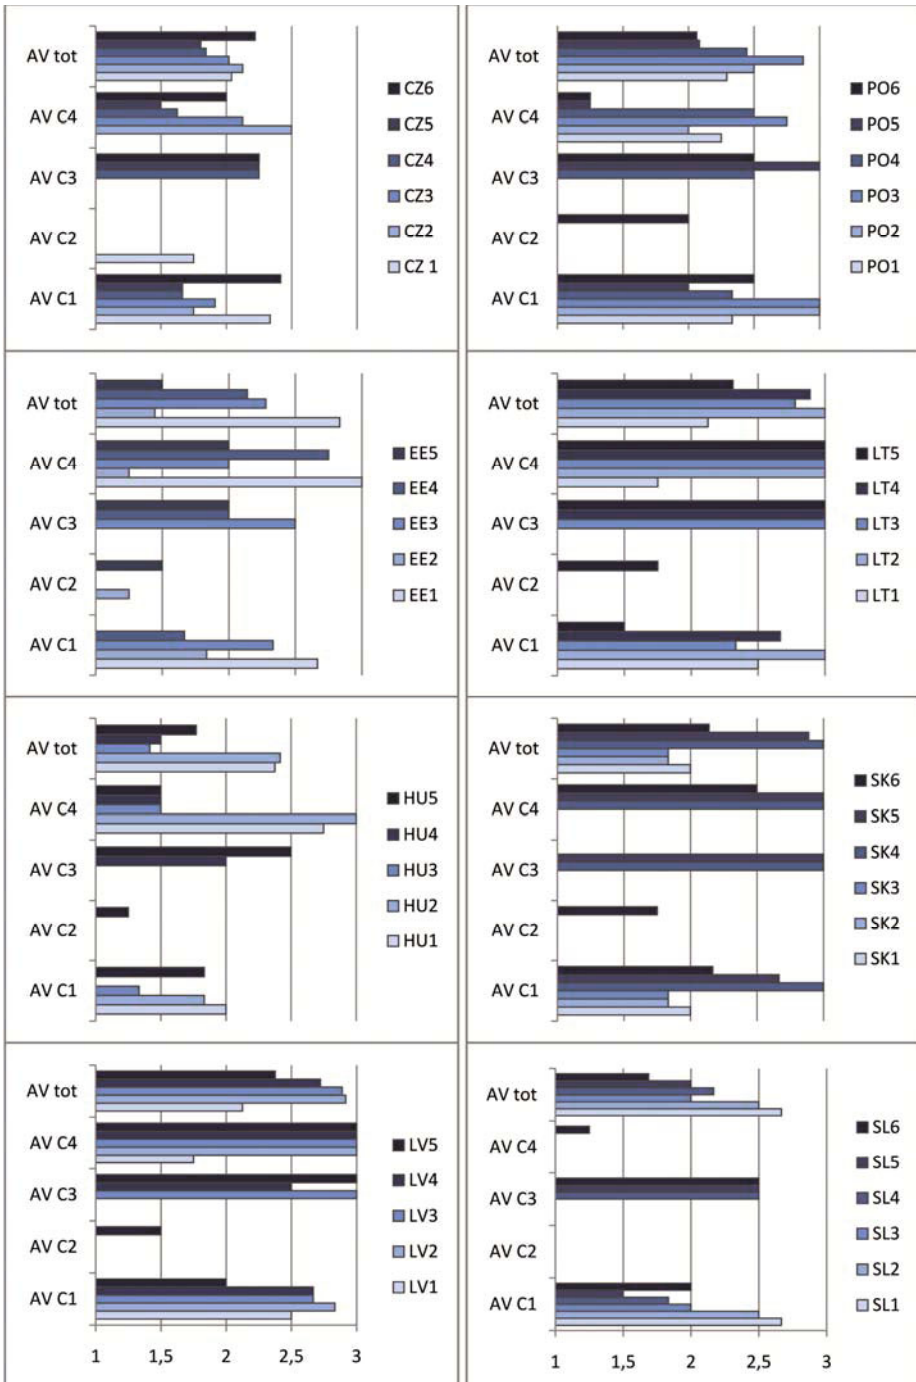 AV tot
AV C4
AV C3
AV C2
AV C1
CZ6
CZ5
CZ4
CZ3
CZ2
CZ 1
AV tot
AV C4
AV C3
AV C2
AV C1
PO6
PO5
PO4
PO3
PO2
PO1
AV tot
AV C4
AV C3
AV C2
AV C1
EE5
EE4
EE3
EE2
EE1
AV tot
AV C4
AV C3
AV C2
AV C1
LT5
LT4
LT3
LT2
LT1
AV tot
AV C4
AV C3
AV C2
AV C1
HU5
HU4
HU3
HU2
HU1
AV tot
AV C4
AV C3
AV C2
AV C1
SK6
SK5
SK4
SK3
SK2
SK1
AV tot
AV C4
AV C3
AV C2
AV C1
LV5
LV4
LV3
LV2
LV1
1 1,5 2 2,5 3
AV tot
AV C4
AV C3
AV C2
AV C1
SL6
SL5
SL4
SL3
SL2
SL1
1 1,5 2 2,5 3